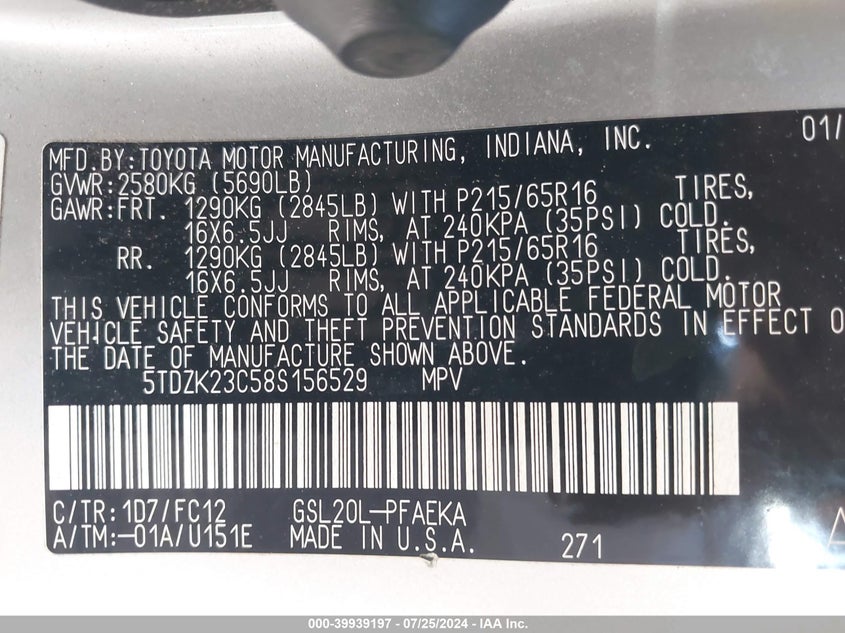 MFD.BY:TOYOTA MOTOR MANUFACTURING, INDIANA, INC. 01/
GVWR:2580KG (5690LB)
GAWR:FRT. 1290KG (2845LB) WITH P215/65R16 TIRES,
16X6.5JJ RIMS, AT 240KPA (35PSI) COLD.
RR. 1290KG (2845LB) WITH P215/65R16 TIRES,
16X6.5JJ RIMS, AT 240KPA (35PSI) COLD.
THIS VEHICLE CONFORMS TO ALL APPLICABLE FEDERAL MOTOR
VEHICLE SAFETY AND THEFT PREVENTION STANDARDS IN EFFECT
THE DATE OF MANUFACTURE SHOWN ABOVE.
5TDZK23C58S156529 MPV
C/TR:1D7/FC12 GSL20L-PFAEKA
A/TM:-01A/U151E MADE IN U.S.A. 271
000-39939197 - 07/25/2024 - IAA Inc.